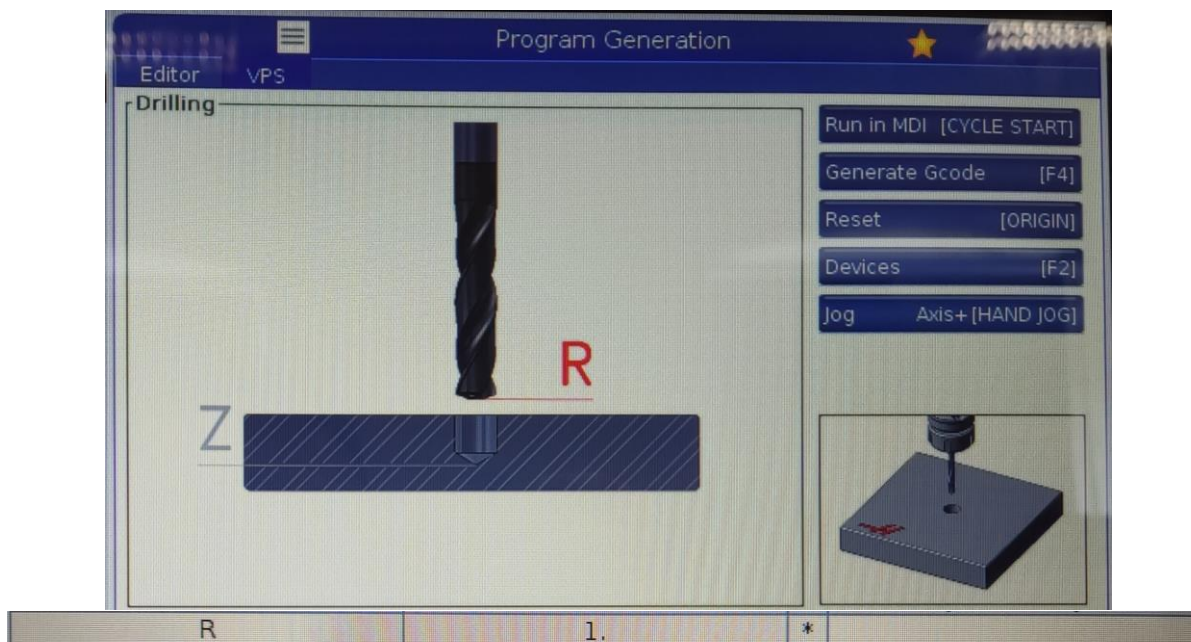 Program Generation
Editor VPS
Drilling
R
Z
Run in MDI [CYCLE START]
Generate Gcode [F4]
Reset [ORIGIN]
Devices [F2]
Jog Axis+[HAND JOG]
R 1. *